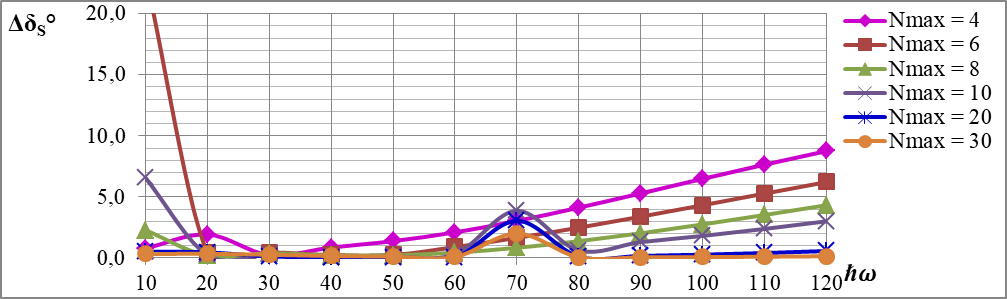 Δδs°
20,0
15,0
10,0
5,0
0,0
10 20 30 40 50 60 70 80 90 100 110 120
ħω
Nmax = 4
Nmax = 6
Nmax = 8
Nmax = 10
Nmax = 20
Nmax = 30